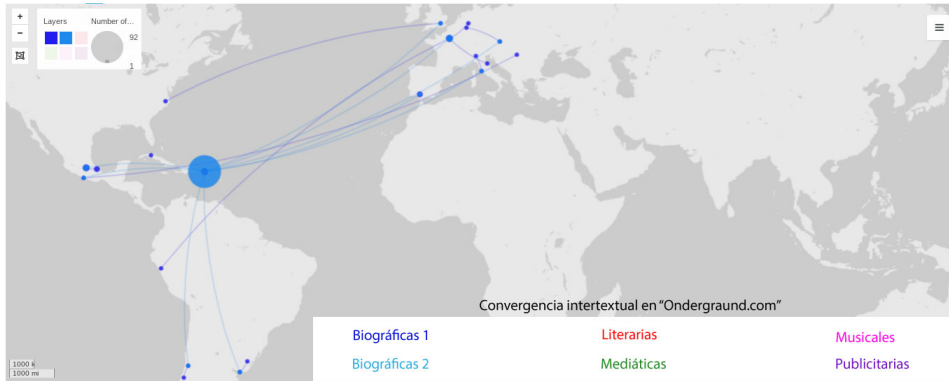 +
Layers
Number of...
92
−
1
Convergencia intertextual en “Ondergraund.com”
Biográficas 1
Literarias
Musicales
Biográficas 2
Mediáticas
Publicitarias
1000 k
1000 mi